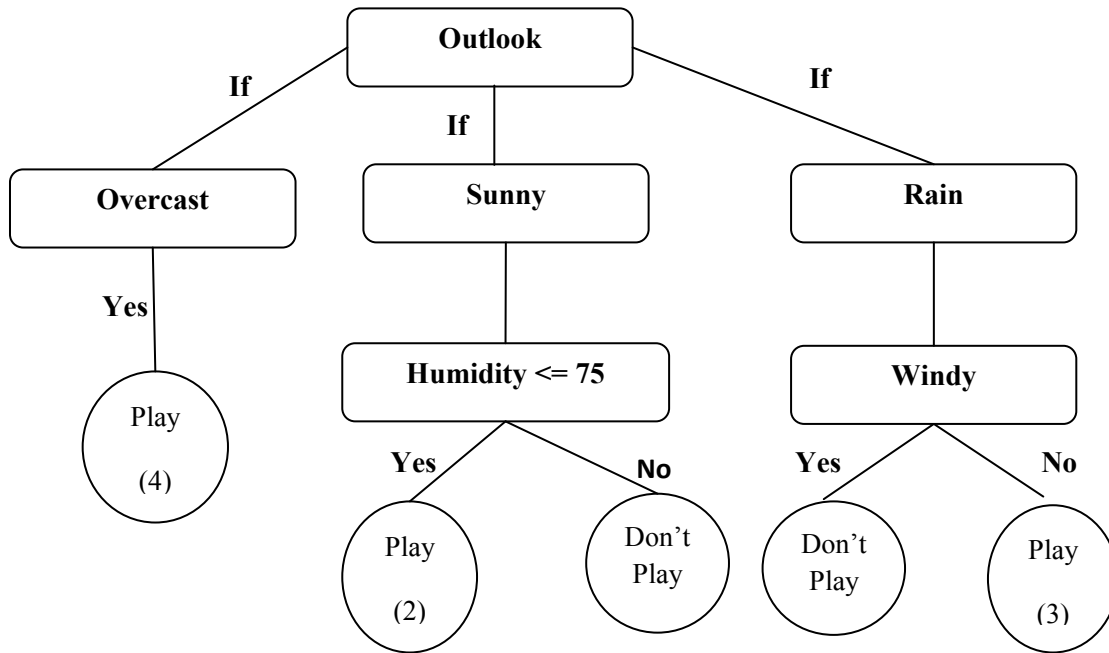 Outlook
If
If
If
Overcast
Sunny
Rain
Yes
Humidity <= 75
Windy
Play
(4)
Yes
No
Yes
No
Play
(2)
Don’t
Play
Don’t
Play
Play
(3)